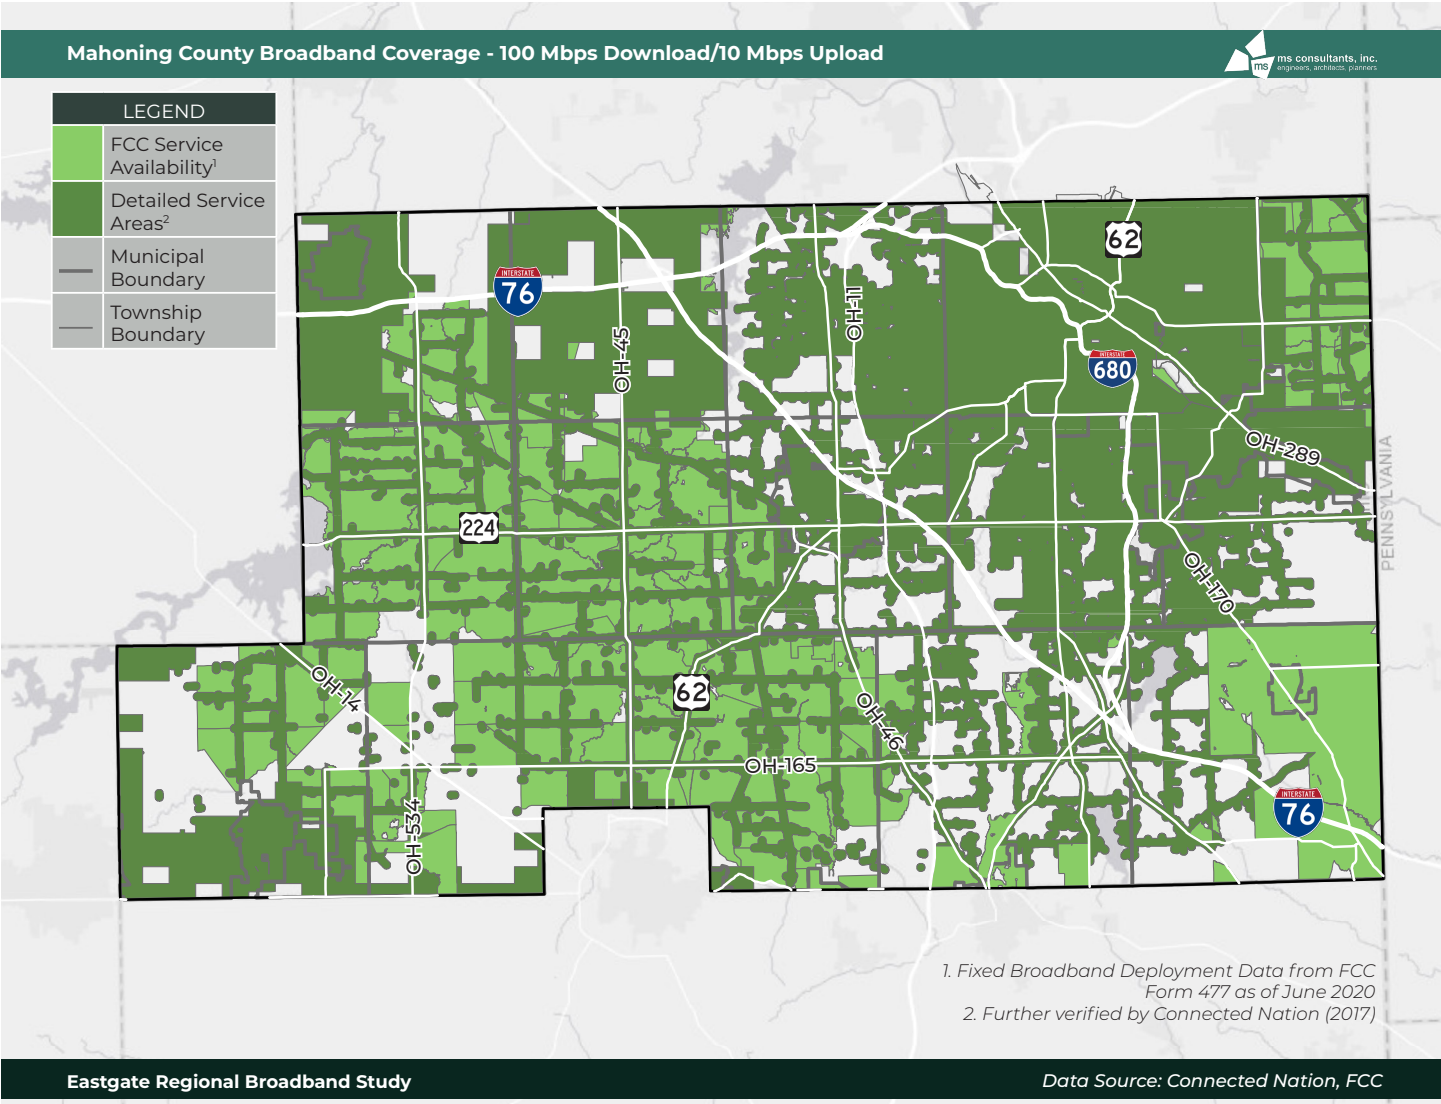 Mahoning County Broadband Coverage - 100 Mbps Download/10 Mbps Upload
ms
ms consultants, inc.
engineers, architects, planners
LEGEND
FCC Service
Availability1
Detailed Service
Areas2
Municipal
Boundary
Township
Boundary
62
INTERSTATE
76
OH-11
OH-45
INTERSTATE
680
OH-289
PENNSYLVANIA
224
OH-170
OH-14
62
OH-46
OH-165
INTERSTATE
76
OH-534
1. Fixed Broadband Deployment Data from FCC
Form 477 as of June 2020
2. Further verified by Connected Nation (2017)
Eastgate Regional Broadband Study
Data Source: Connected Nation, FCC